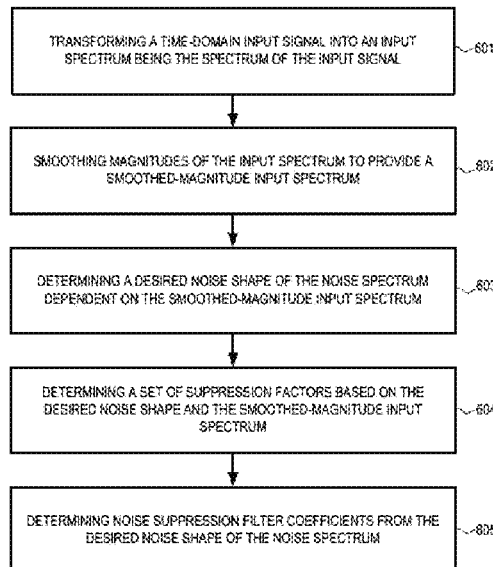 TRANSFORMING A TIME-DOMAIN INPUT SIGNAL INTO AN INPUT
SPECTRUM BEING THE SPECTRUM OF THE INPUT SIGNAL
601
SMOOTHING MAGNITUDES OF THE INPUT SPECTRUM TO PROVIDE A
SMOOTHED-MAGNITUDE INPUT SPECTRUM
602
DETERMINING A DESIRED NOISE SHAPE OF THE NOISE SPECTRUM
DEPENDENT ON THE SMOOTHED-MAGNITUDE INPUT SPECTRUM
603
DETERMINING A SET OF SUPPRESSION FACTORS BASED ON THE
DESIRED NOISE SHAPE AND THE SMOOTHED-MAGNITUDE INPUT
SPECTRUM
604
DETERMINING NOISE SUPPRESSION FILTER COEFFICIENTS FROM THE
DESIRED NOISE SHAPE OF THE NOISE SPECTRUM
605